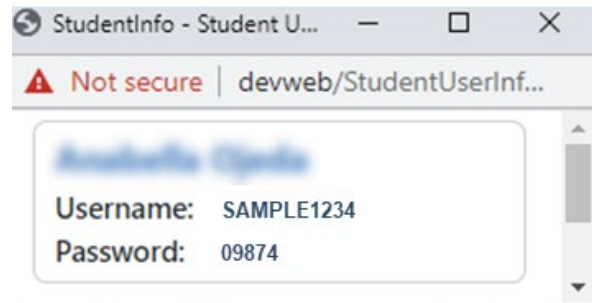 StudentInfo - Student U...
Not secure | devweb/StudentUserInf...
Username: SAMPLE1234
Password: 09874